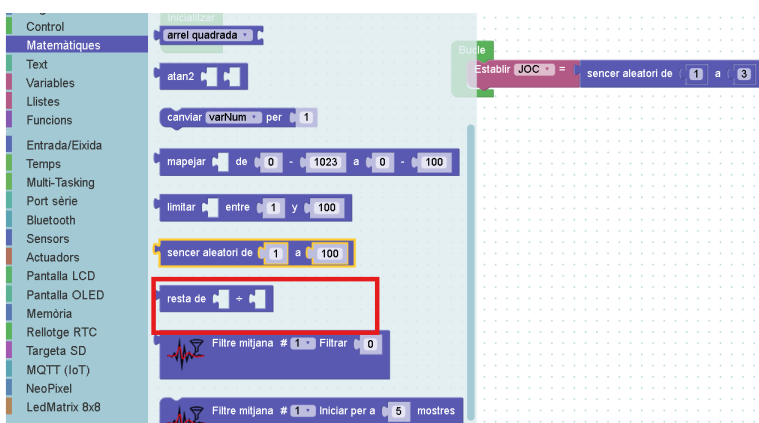 Control
Matemàtiques
Text
Variables
Llistes
Funcions
Entrada/Eixida
Temps
Multi-Tasking
Port sèrie
Bluetooth
Sensors
Actuadors
Pantalla LCD
Pantalla OLED
Memòria
Rellotge RTC
Targeta SD
MQTT (IoT)
NeoPixel
LedMatrix 8x8
Inicialitzar
arrel quadrada
atan2
canviar varNum per 1
mapejar de 0 - 1023 a 0 - 100
limitar entre 1 y 100
sencer aleatori de 1 a 100
resta de ÷
Filtre mitjana # 1 Filtrar 0
Filtre mitjana # 1 Iniciar per a 5 mostres
Bucle
Establir JOC = sencer aleatori de 1 a 3